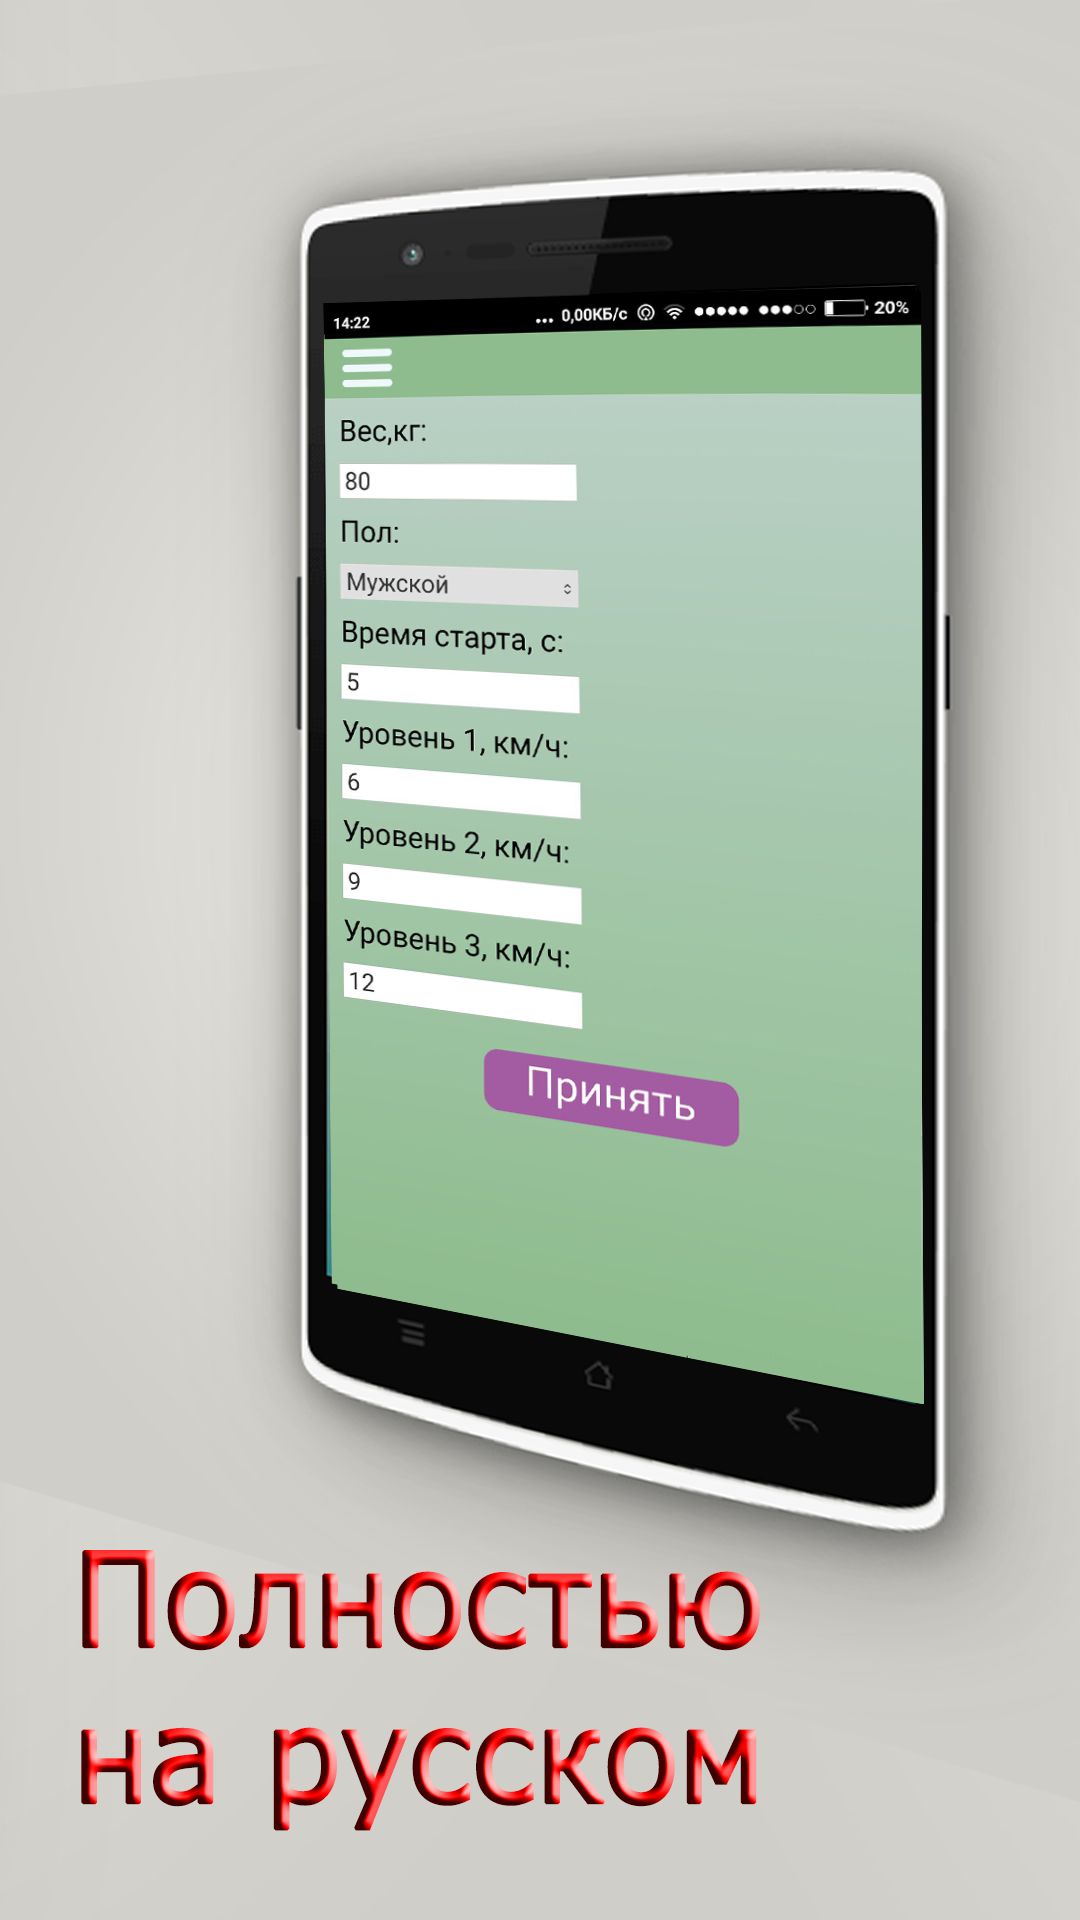 14:22 ... 0,00КБ/с 20%
Вес,кг:
80
Пол:
Мужской
Время старта, с:
5
Уровень 1, км/ч:
6
Уровень 2, км/ч:
9
Уровень 3, км/ч:
12
Принять
Полностью
на русском